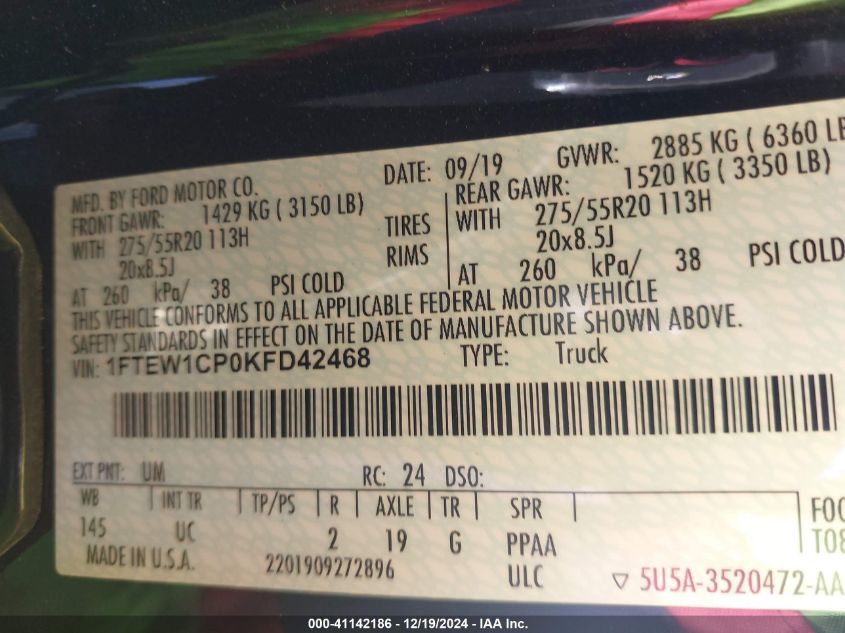 MFD. BY FORD MOTOR CO.
DATE: 09/19 GVWR: 2885 KG ( 6360 LB
FRONT GAWR: 1429 KG ( 3150 LB) REAR GAWR: 1520 KG ( 3350 LB)
WITH 275/55R20 113H TIRES WITH 275/55R20 113H
20x8.5J RIMS 20x8.5J
AT 260 kPa/ 38 PSI COLD AT 260 kPa/ 38 PSI COLD
THIS VEHICLE CONFORMS TO ALL APPLICABLE FEDERAL MOTOR VEHICLE
SAFETY STANDARDS IN EFFECT ON THE DATE OF MANUFACTURE SHOWN ABOVE.
VIN: 1FTEW1CP0KFD42468 TYPE: Truck
EXT PNT: UM RC: 24 DSO:
WB INT TR TP/PS R AXLE TR SPR
145 UC 2 19 G PPAA
FOC
TO8
MADE IN U.S.A. 2201909272896 ULC ▽ 5U5A-3520472-AA
000-41142186 - 12/19/2024 - IAA Inc.